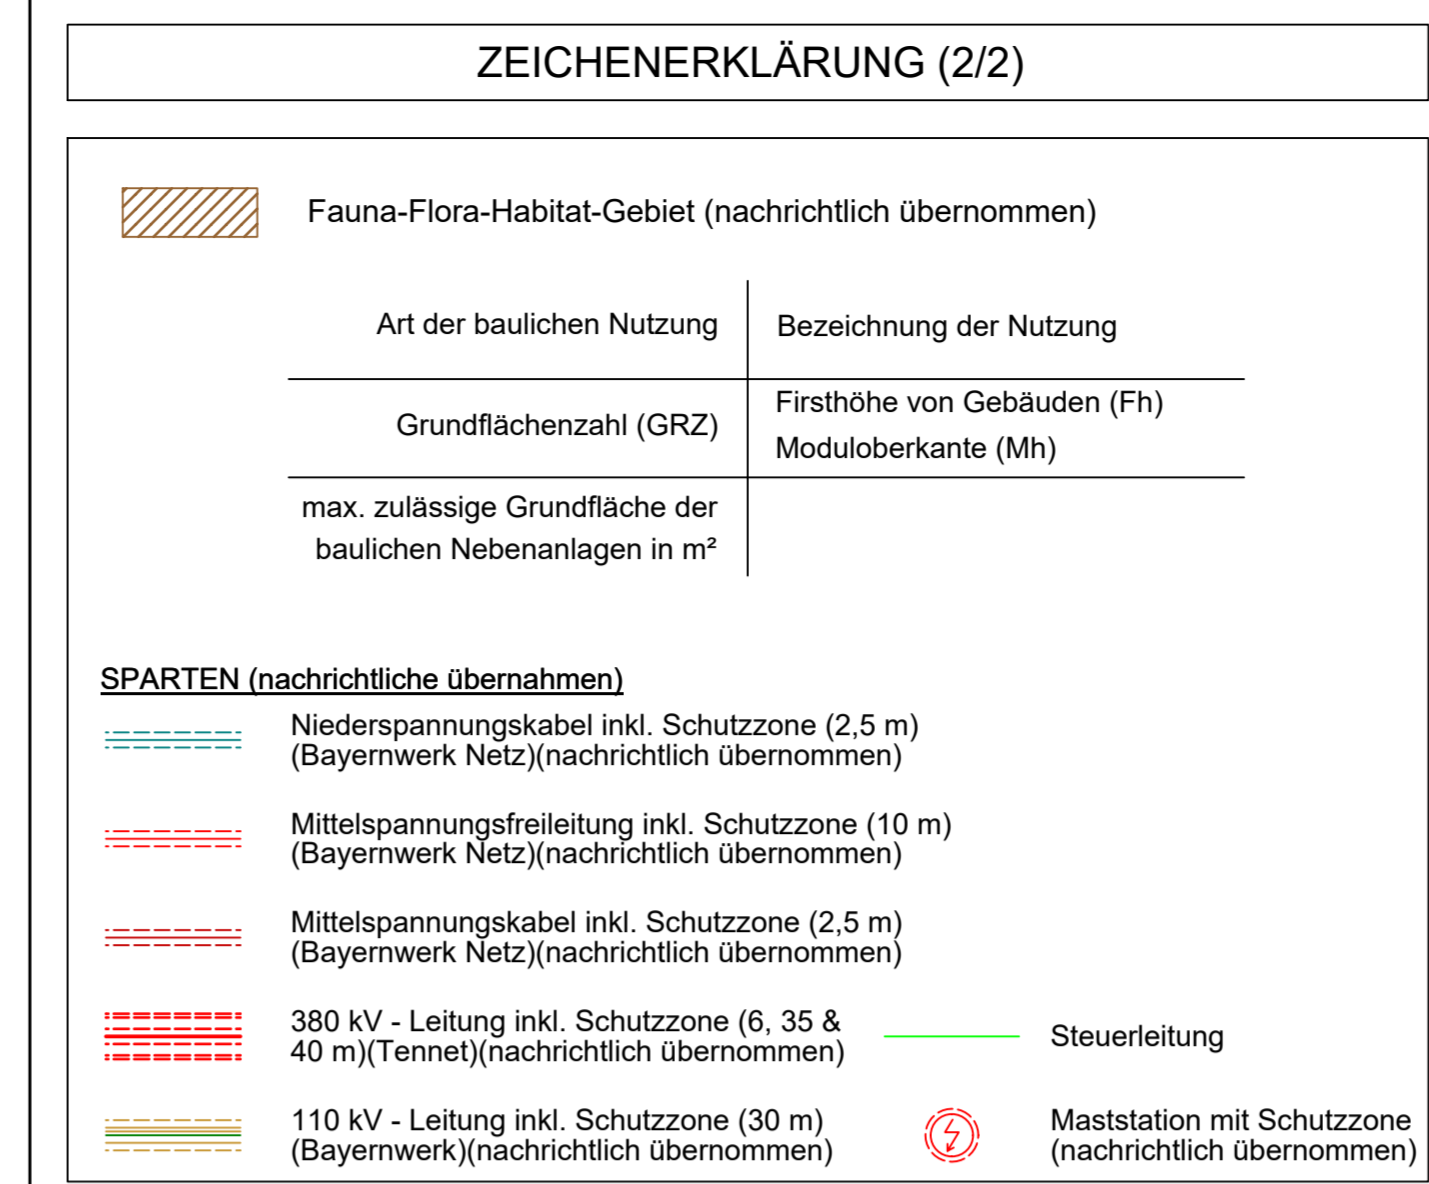 ZEICHENERKLÄRUNG (2/2)
Fauna-Flora-Habitat-Gebiet (nachrichtlich übernommen)
Art der baulichen Nutzung
Bezeichnung der Nutzung
Grundflächenzahl (GRZ)
Firsthöhe von Gebäuden (Fh)
Moduloberkante (Mh)
max. zulässige Grundfläche der
baulichen Nebenanlagen in m²
SPARTEN (nachrichtliche übernahmen)
Niederspannungskabel inkl. Schutzzone (2,5 m)
(Bayernwerk Netz)(nachrichtlich übernommen)
Mittelspannungsfreileitung inkl. Schutzzone (10 m)
(Bayernwerk Netz)(nachrichtlich übernommen)
Mittelspannungskabel inkl. Schutzzone (2,5 m)
(Bayernwerk Netz)(nachrichtlich übernommen)
380 kV - Leitung inkl. Schutzzone (6, 35 &
40 m)(Tennet)(nachrichtlich übernommen)
Steuerleitung
110 kV - Leitung inkl. Schutzzone (30 m)
(Bayernwerk)(nachrichtlich übernommen)
Maststation mit Schutzzone
(nachrichtlich übernommen)